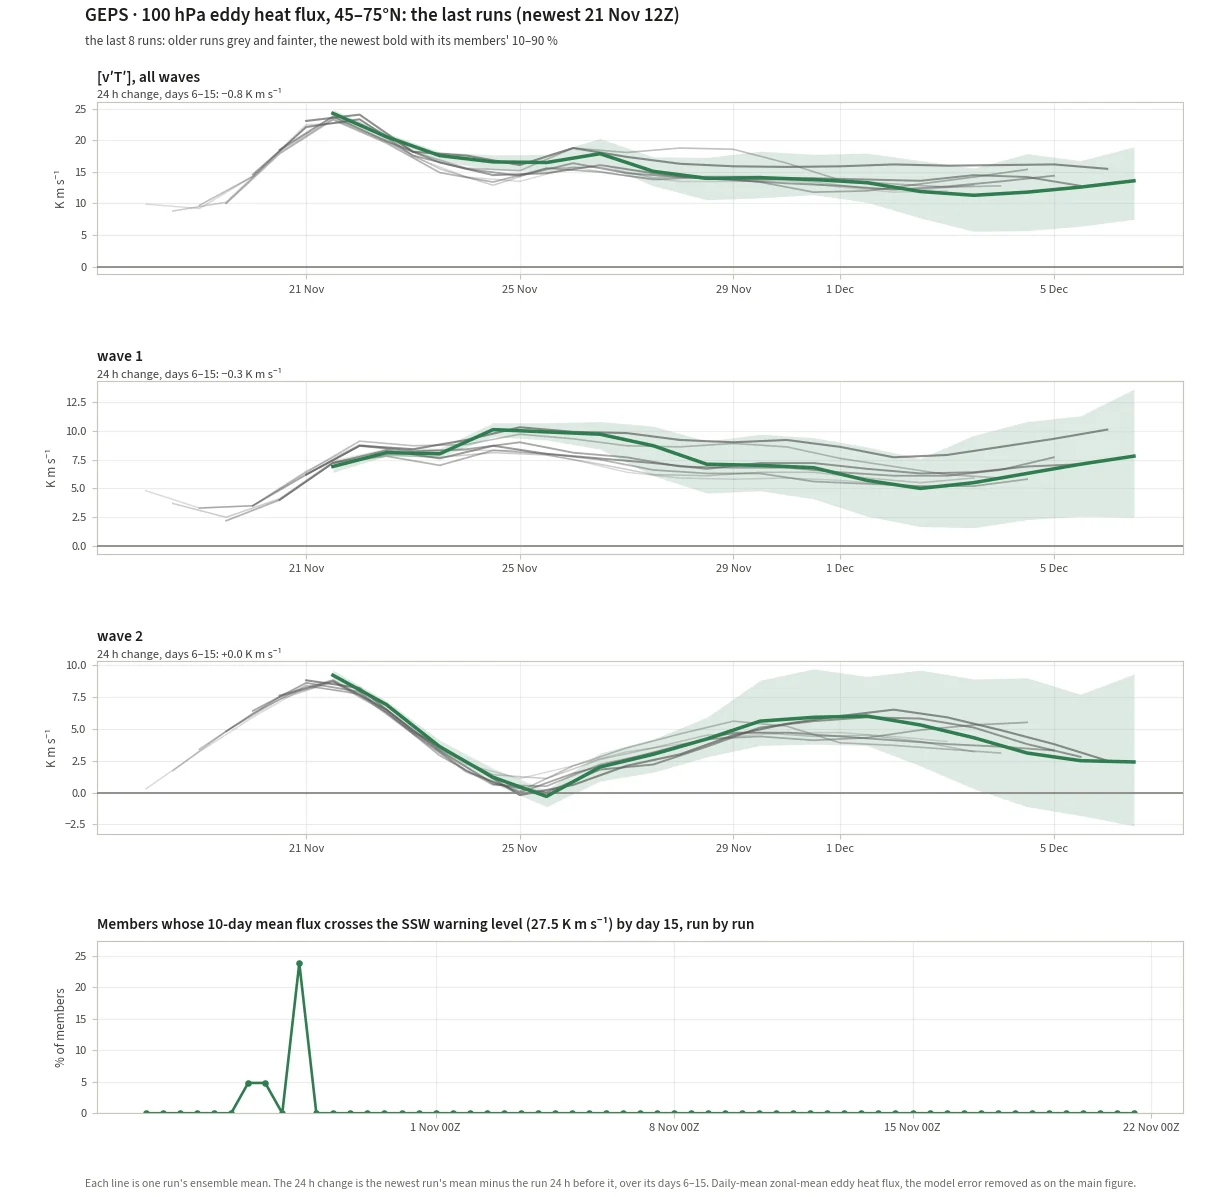 GEPS · 100 hPa eddy heat flux, 45–75°N: the last runs (newest 21 Nov 12Z)
the last 8 runs: older runs grey and fainter, the newest bold with its members' 10–90 %
[v′T′], all waves
24 h change, days 6–15: −0.8 K m s⁻¹
25
20
15
10
5
0
K m s⁻¹
21 Nov
25 Nov
29 Nov
1 Dec
5 Dec
wave 1
24 h change, days 6–15: −0.3 K m s⁻¹
12.5
10.0
7.5
5.0
2.5
0.0
K m s⁻¹
21 Nov
25 Nov
29 Nov
1 Dec
5 Dec
wave 2
24 h change, days 6–15: +0.0 K m s⁻¹
10.0
7.5
5.0
2.5
0.0
−2.5
K m s⁻¹
21 Nov
25 Nov
29 Nov
1 Dec
5 Dec
Members whose 10-day mean flux crosses the SSW warning level (27.5 K m s⁻¹) by day 15, run by run
25
20
15
10
5
0
% of members
1 Nov 00Z
8 Nov 00Z
15 Nov 00Z
22 Nov 00Z
Each line is one run's ensemble mean. The 24 h change is the newest run's mean minus the run 24 h before it, over its days 6–15. Daily-mean zonal-mean eddy heat flux, the model error removed as on the main figure.